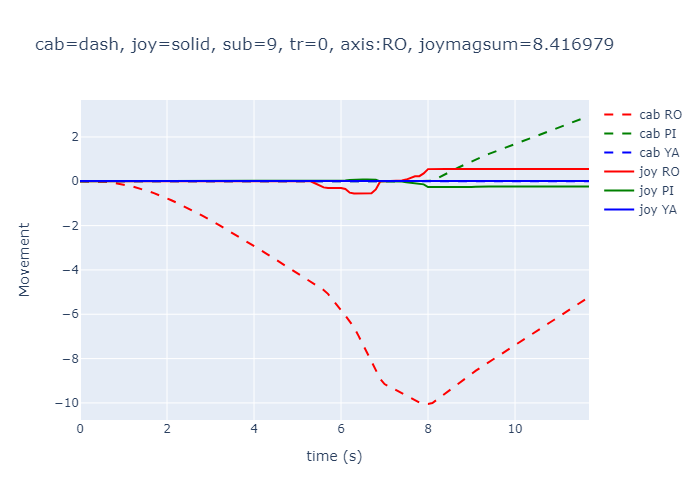 cab=dash, joy=solid, sub=9, tr=0, axis:RO, joymagsum=8.416979
cab RO
cab PI
cab YA
joy RO
joy PI
joy YA
Movement
2
0
−2
−4
−6
−8
−10
0
2
4
6
8
10
time (s)